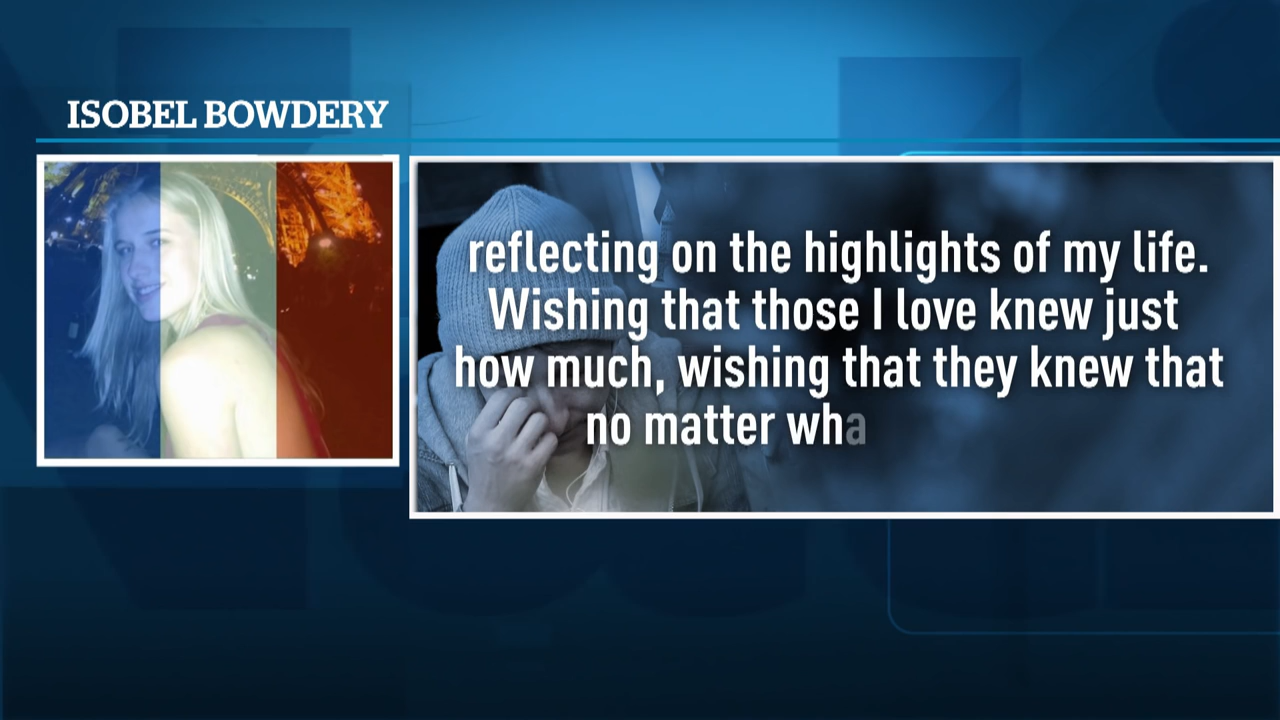 ISOBEL BOWDERY
reflecting on the highlights of my life.
Wishing that those I love knew just
how much, wishing that they knew that
no matter wha